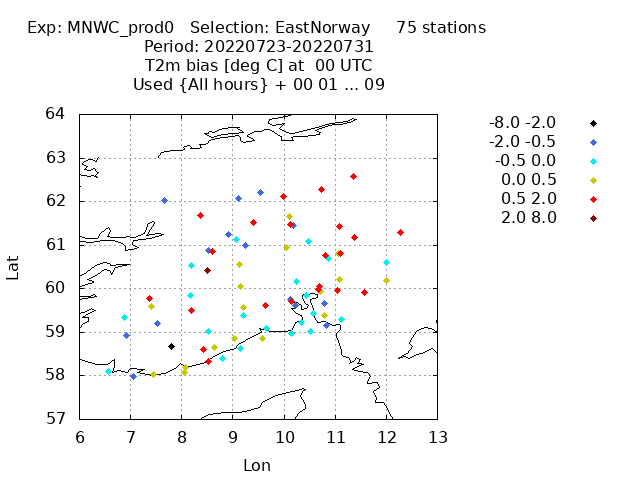 Exp: MNWC_prod0 Selection: EastNorway 75 stations
Period: 20220723-20220731
T2m bias [deg C] at 00 UTC
Used {All hours} + 00 01 ... 09
64
63
62
61
60
59
58
57
6 7 8 9 10 11 12 13
Lat
Lon
-8.0 -2.0
-2.0 -0.5
-0.5 0.0
0.0 0.5
0.5 2.0
2.0 8.0